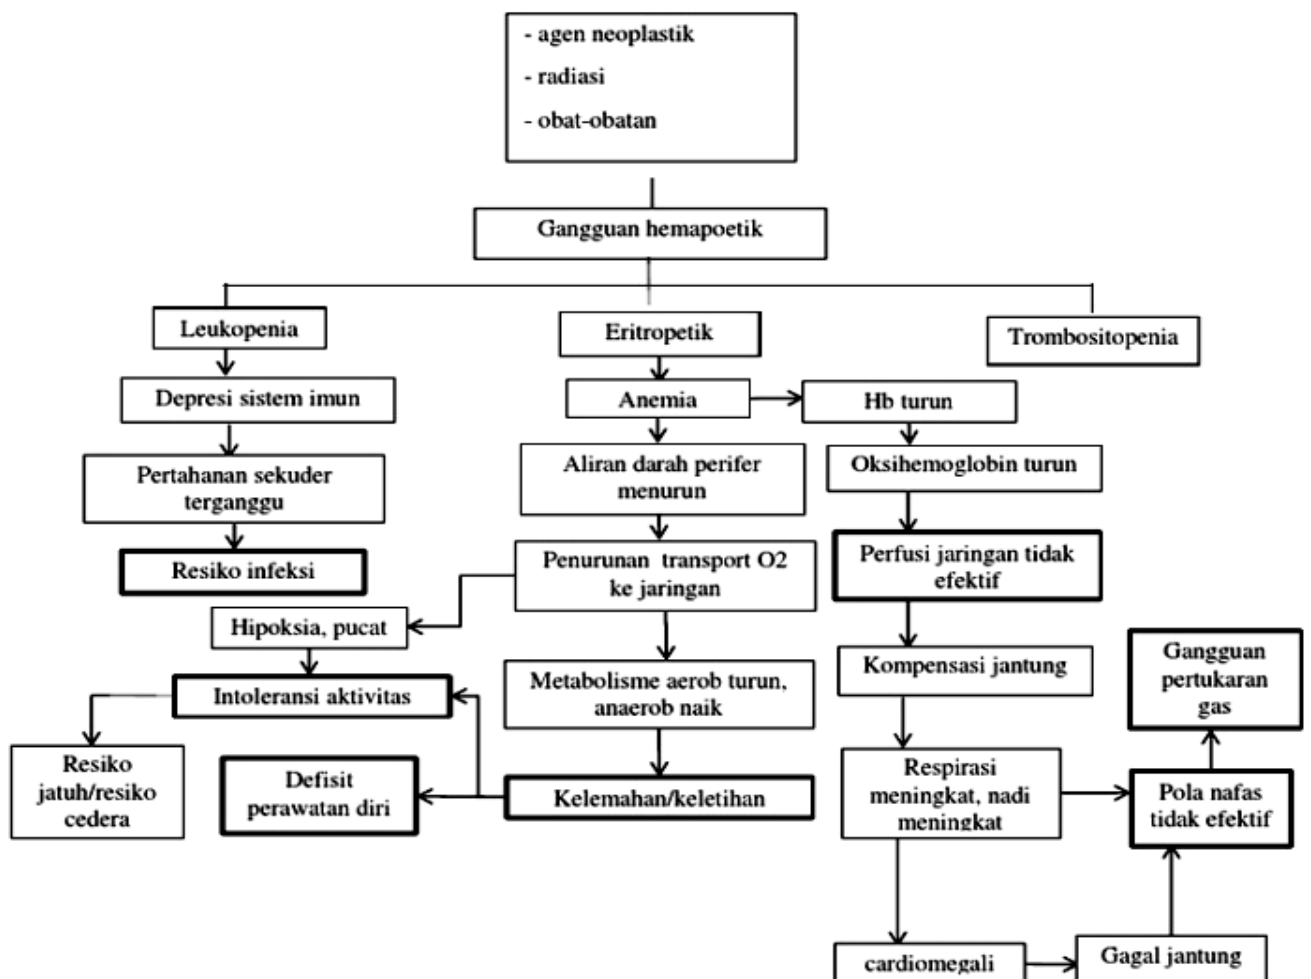 - agen neoplastik
- radiasi
- obat-obatan
Gangguan hemapoetik
Leukopenia
Eritropetik
Trombositopenia
Depresi sistem imun
Anemia
Hb turun
Pertahanan sekuder
terganggu
Aliran darah perifer
menurun
Oksihemoglobin turun
Resiko infeksi
Penurunan transport O2
ke jaringan
Perfusi jaringan tidak
efektif
Hipoksia, pucat
Intoleransi aktivitas
Metabolisme aerob turun,
anaerob naik
Kompensasi jantung
Gangguan
pertukaran
gas
Resiko
jatuh/resiko
cedera
Defisit
perawatan diri
Kelemahan/keletihan
Respirasi
meningkat, nadi
meningkat
Pola nafas
tidak efektif
cardiomegali
Gagal jantung